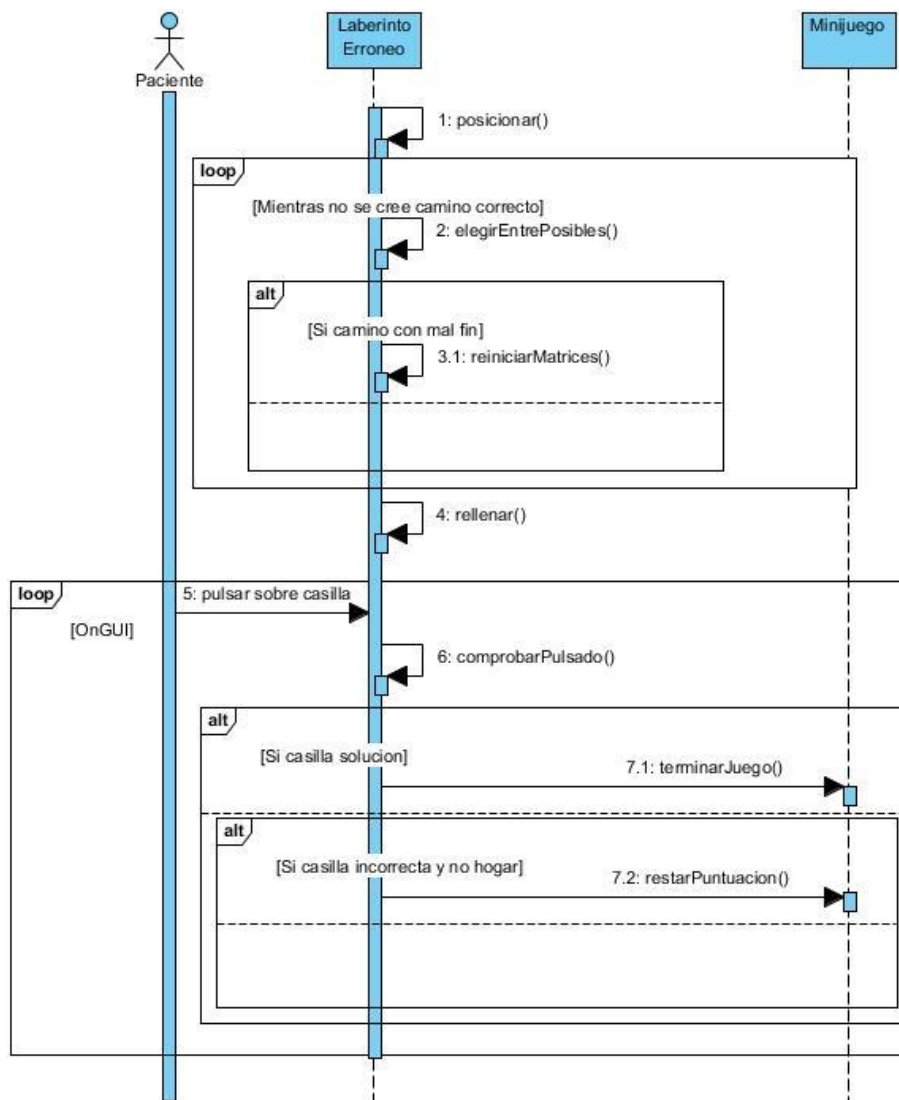 Laberinto
Erroneo
Minijuego
Paciente
1: posicionar()
loop
[Mientras no se cree camino correcto]
2: elegirEntrePosibles()
alt
[Si camino con mal fin]
3.1: reiniciarMatrices()
4: rellenar()
loop
5: pulsar sobre casilla
[OnGUI]
6: comprobarPulsado()
alt
[Si casilla solucion]
7.1: terminarJuego()
alt
[Si casilla incorrecta y no hogar]
7.2: restarPuntuacion()